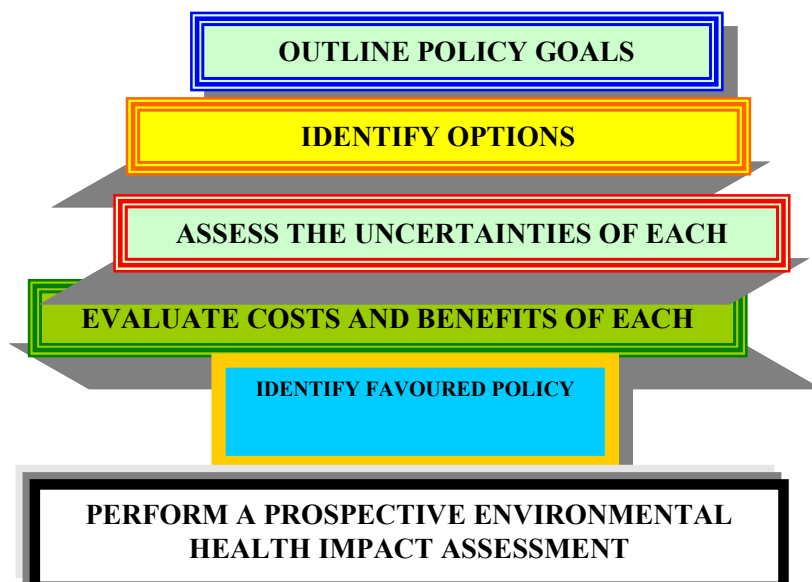 OUTLINE POLICY GOALS
IDENTIFY OPTIONS
ASSESS THE UNCERTAINTIES OF EACH
EVALUATE COSTS AND BENEFITS OF EACH
IDENTIFY FAVOURED POLICY
PERFORM A PROSPECTIVE ENVIRONMENTAL
HEALTH IMPACT ASSESSMENT